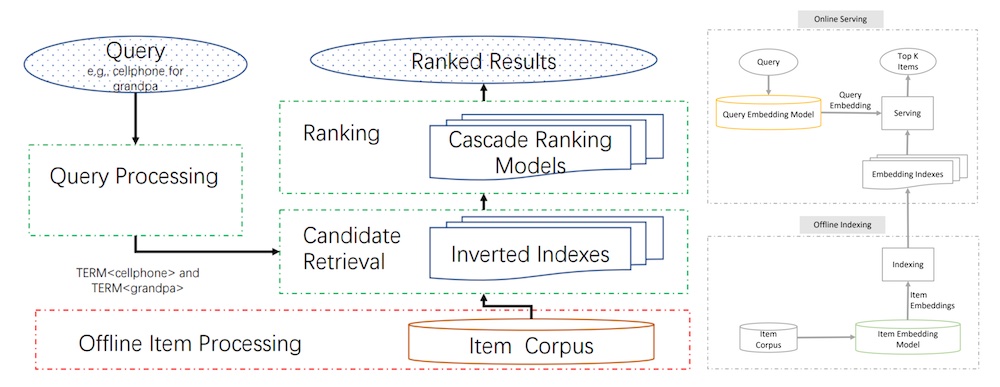 Query
e.g., cellphone for
grandpa
Query Processing
TERM<cellphone> and
TERM<grandpa>
Ranked Results
Ranking
Cascade Ranking
Models
Candidate
Retrieval
Inverted Indexes
Offline Item Processing
Item Corpus
Online Serving
Query
Top K
Items
Query Embedding Model
Query
Embedding
Serving
Embedding Indexes
Offline Indexing
Indexing
Item
Embeddings
Item
Corpus
Item Embedding
Model